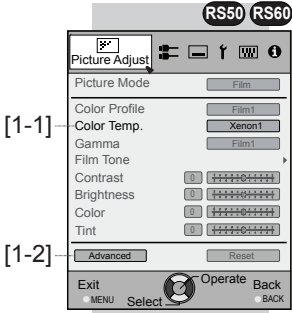 RS50 RS60
Picture Adjust
Picture Mode Film
Color Profile Film1
[1-1] Color Temp. Xenon1
Gamma Film1
Film Tone
Contrast 0
Brightness 0
Color 0
Tint 0
[1-2] Advanced Reset
Exit Operate Back
MENU Select BACK